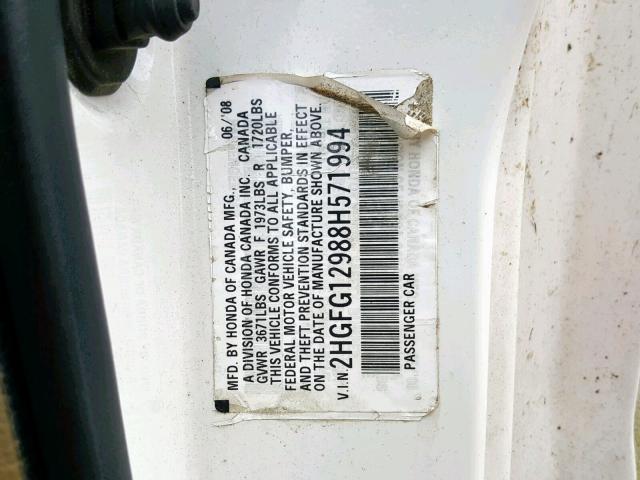 MFD. BY HONDA OF CANADA MFG., 06/'08
A DIVISION OF HONDA CANADA INC. CANADA
GVWR 3671LBS GAWR F 1973LBS R 1720LBS
THIS VEHICLE CONFORMS TO ALL APPLICABLE
FEDERAL MOTOR VEHICLE SAFETY, BUMPER,
AND THEFT PREVENTION STANDARDS IN EFFECT
ON THE DATE OF MANUFACTURE SHOWN ABOVE.
V.I.N. 2HGFG12988H571994
PASSENGER CAR